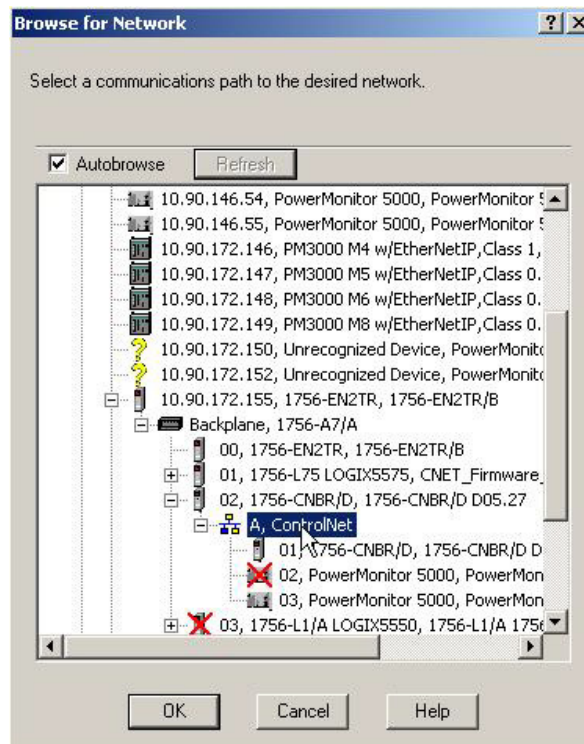 Browse for Network
Select a communications path to the desired network.
Autobrowse Refresh
10.90.146.54, PowerMonitor 5000, PowerMonitor 5
10.90.146.55, PowerMonitor 5000, PowerMonitor 5
10.90.172.146, PM3000 M4 w/EtherNetIP,Class 1,
10.90.172.147, PM3000 M5 w/EtherNetIP,Class 0.
10.90.172.148, PM3000 M6 w/EtherNetIP,Class 0.
10.90.172.149, PM3000 M8 w/EtherNetIP,Class 0.
10.90.172.150, Unrecognized Device, PowerMonito
10.90.172.152, Unrecognized Device, PowerMonito
10.90.172.155, 1756-EN2TR, 1756-EN2TR/B
Backplane, 1756-A7/A
00, 1756-EN2TR, 1756-EN2TR/B
01, 1756-L75 LOGIX5575, CNET_Firmware_
02, 1756-CNBR/D, 1756-CNBR/D D05.27
A, ControlNet
01, 1756-CNBR/D, 1756-CNBR/D D
02, PowerMonitor 5000, PowerMon
03, PowerMonitor 5000, PowerMon
03, 1756-L1/A LOGIX5550, 1756-L1/A 1756
OK Cancel Help